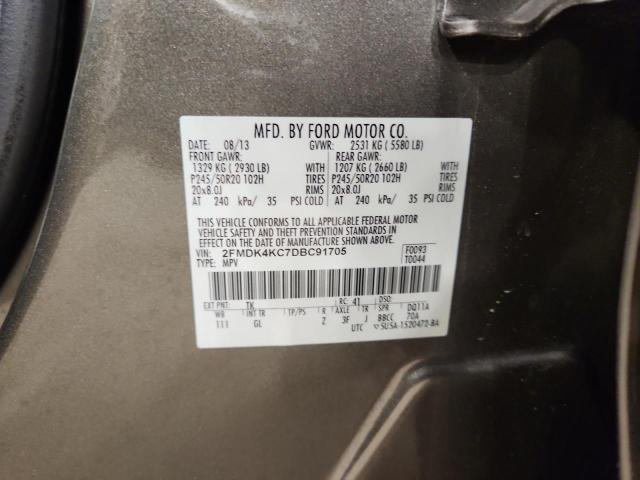 MFD. BY FORD MOTOR CO.
DATE: 08/13 GVWR: 2531 KG ( 5580 LB)
FRONT GAWR: REAR GAWR:
1329 KG ( 2930 LB) WITH 1207 KG ( 2660 LB) WITH
P245/50R20 102H TIRES P245/50R20 102H TIRES
20x8.0J RIMS 20x8.0J RIMS
AT 240 kPa/ 35 PSI COLD AT 240 kPa/ 35 PSI COLD
THIS VEHICLE CONFORMS TO ALL APPLICABLE FEDERAL MOTOR
VEHICLE SAFETY AND THEFT PREVENTION STANDARDS IN
EFFECT ON THE DATE OF MANUFACTURE SHOWN ABOVE.
VIN: 2FMDK4KC7DBC91705 F0093
TYPE: MPV T0044
EXT PNT: TK RC: 41 DSO:
WB INT TR TP/PS R AXLE TR SPR DQ11A
111 GL 2 3F J BBCC 70A
UTC 5U5A-1520472-BA